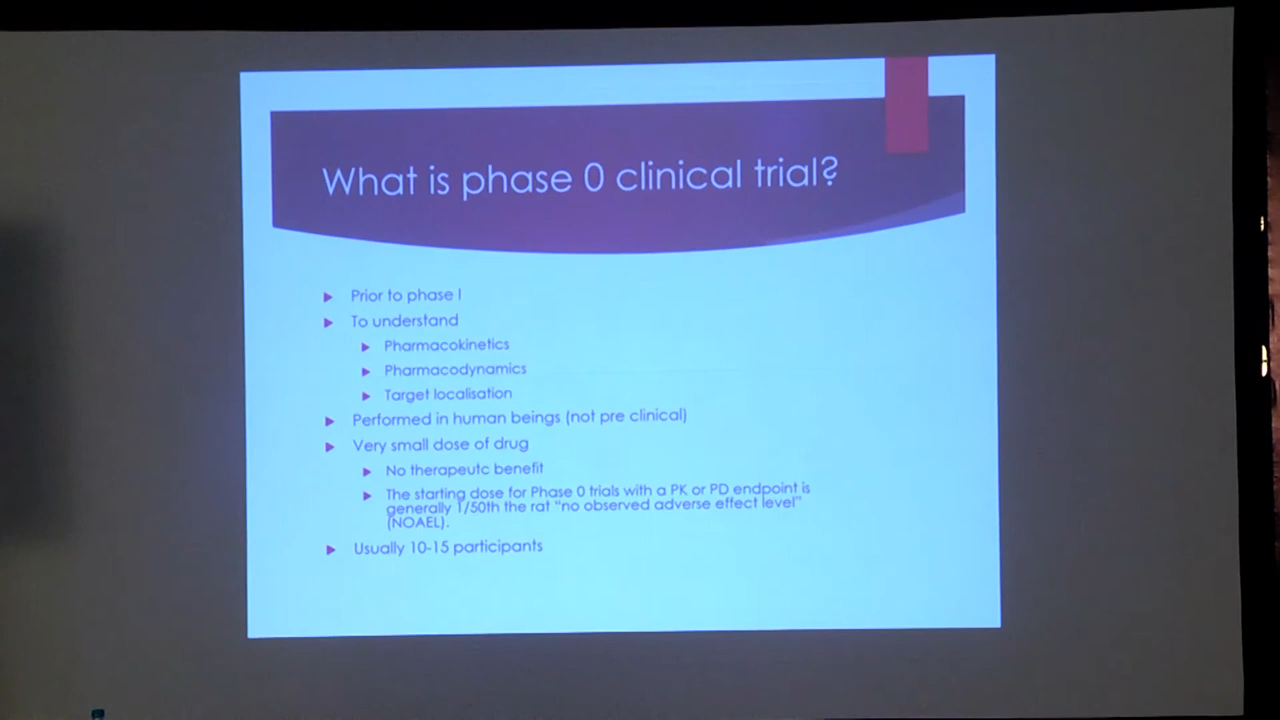 What is phase 0 clinical trial?
Prior to phase I
To understand
Pharmacokinetics
Pharmacodynamics
Target localisation
Performed in human beings (not pre clinical)
Very small dose of drug
No therapeutc benefit
The starting dose for Phase 0 trials with a PK or PD endpoint is
generally 1/50th the rat "no observed adverse effect level"
(NOAEL).
Usually 10-15 participants